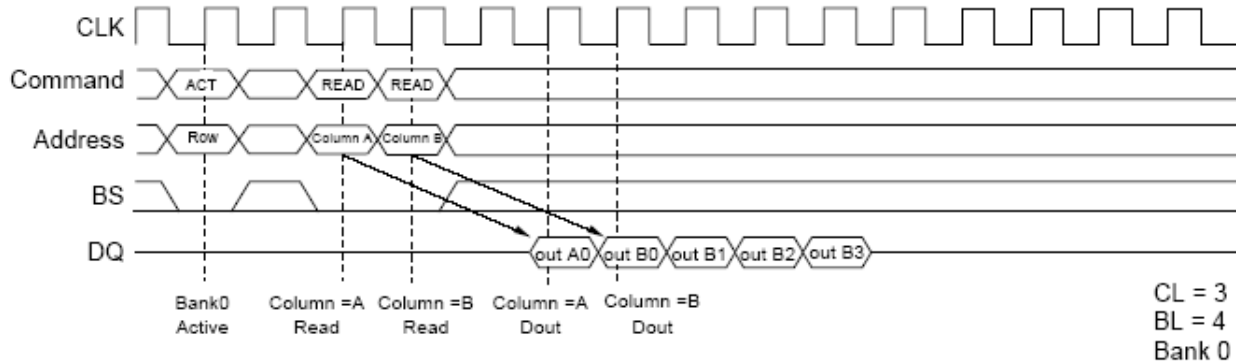 CLK
Command ACT READ READ
Address Row Column A Column B
BS
DQ out A0 out B0 out B1 out B2 out B3
Bank0 Column =A Column =B Column =A Column =B
Active Read Read Dout Dout
CL = 3
BL = 4
Bank 0